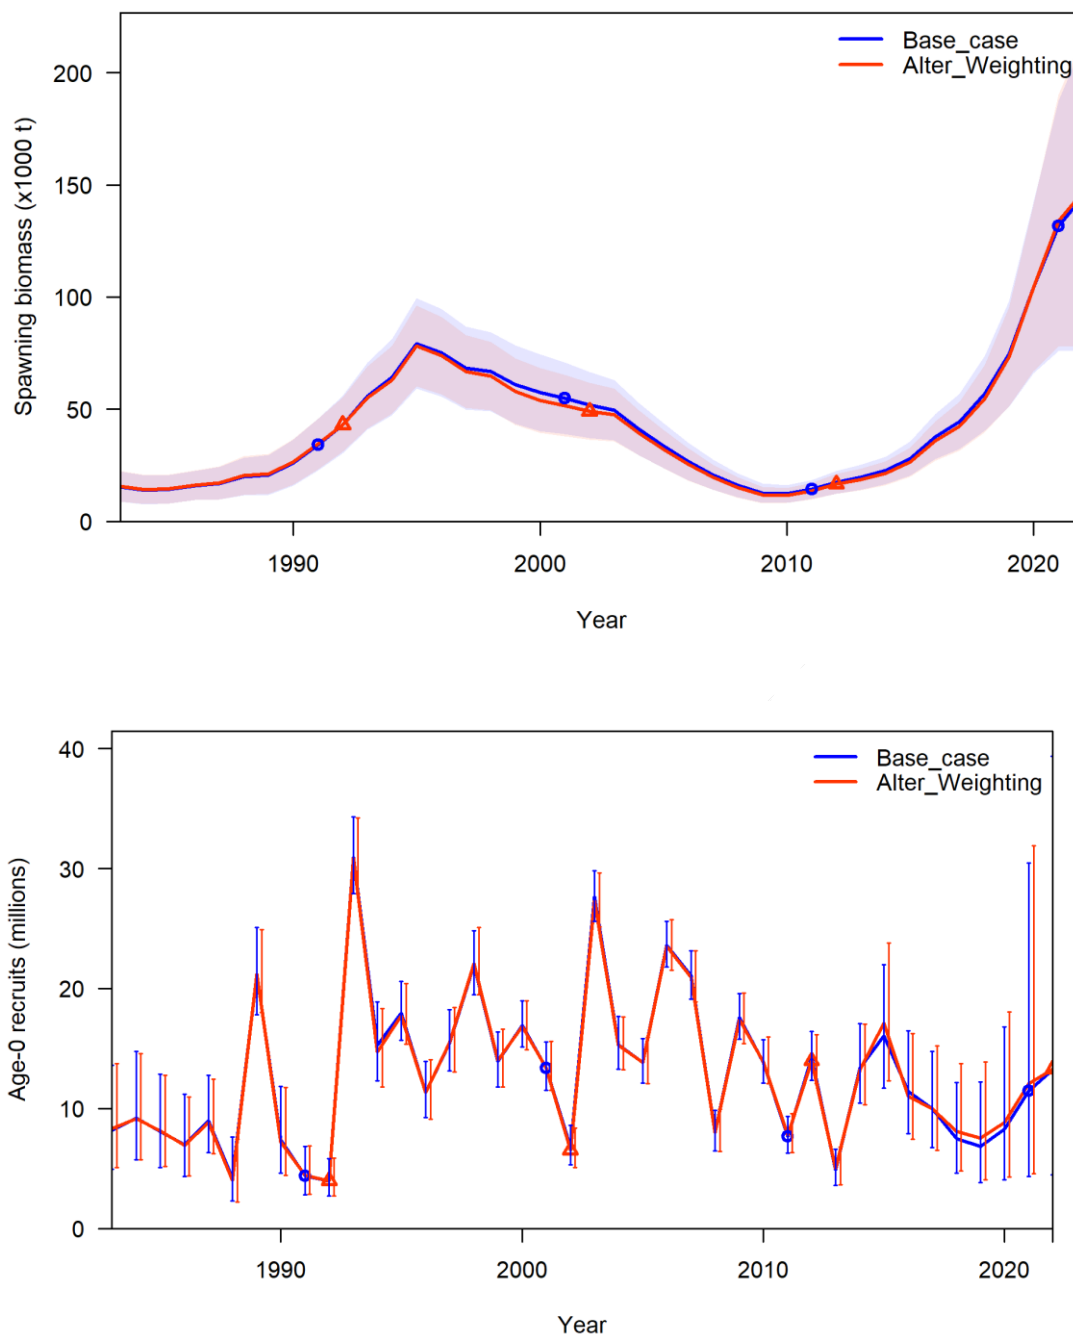 Base_case
Alter_Weighting
Spawning biomass (x1000 t)
200
150
100
50
0
1990 2000 2010 2020
Year
Base_case
Alter_Weighting
Age-0 recruits (millions)
40
30
20
10
0
1990 2000 2010 2020
Year